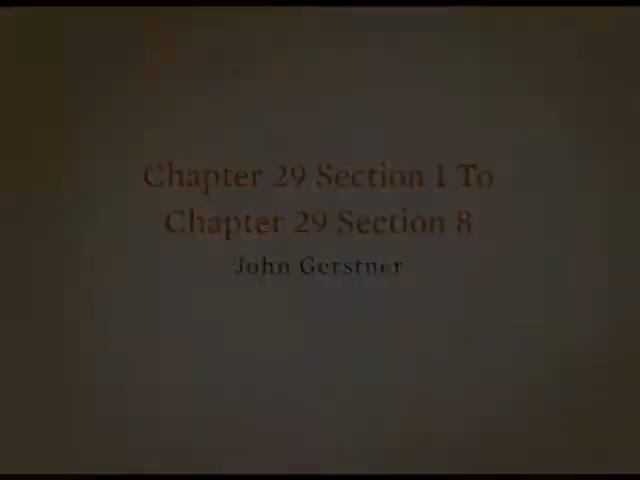 Chapter 29 Section 1 To
Chapter 29 Section 8
John Gerstner